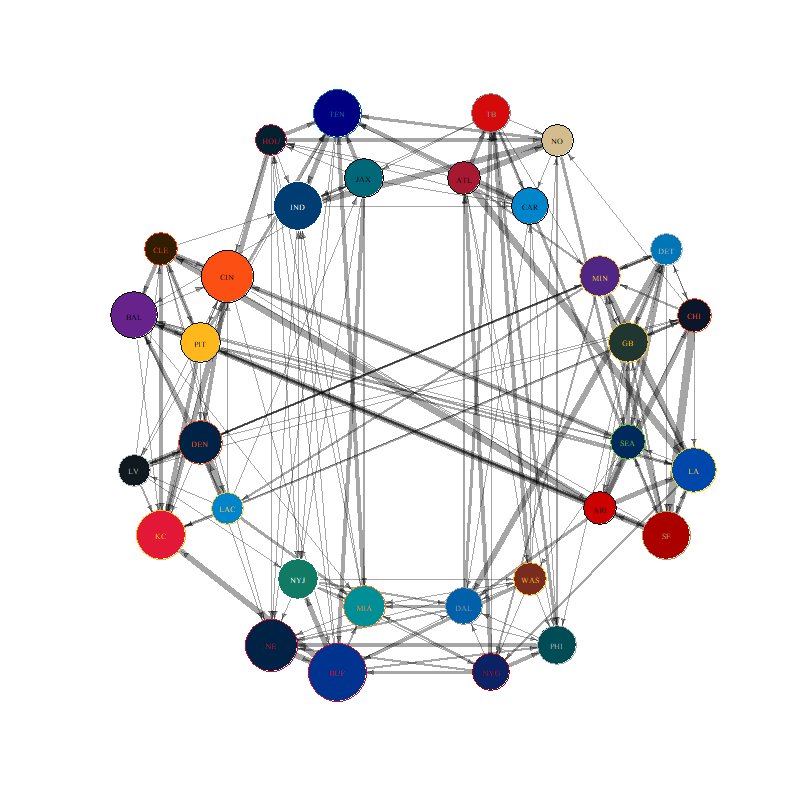 TEN
TB
HOU
NO
JAX
ATL
IND
CAR
CLE
DET
CIN
MIN
BAL
CHI
PIT
GB
DEN
SEA
LV
LA
LAC
ARI
KC
SF
NYJ
WAS
MIA
DAL
NE
PHI
BUF
NYG